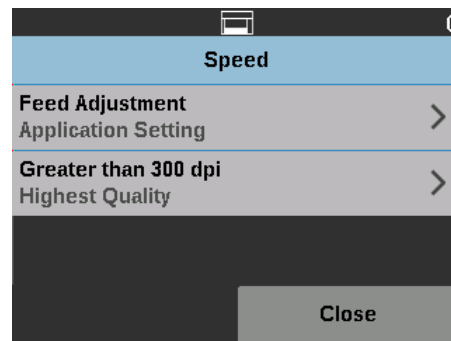 Speed
Feed Adjustment
Application Setting
Greater than 300 dpi
Highest Quality
Close